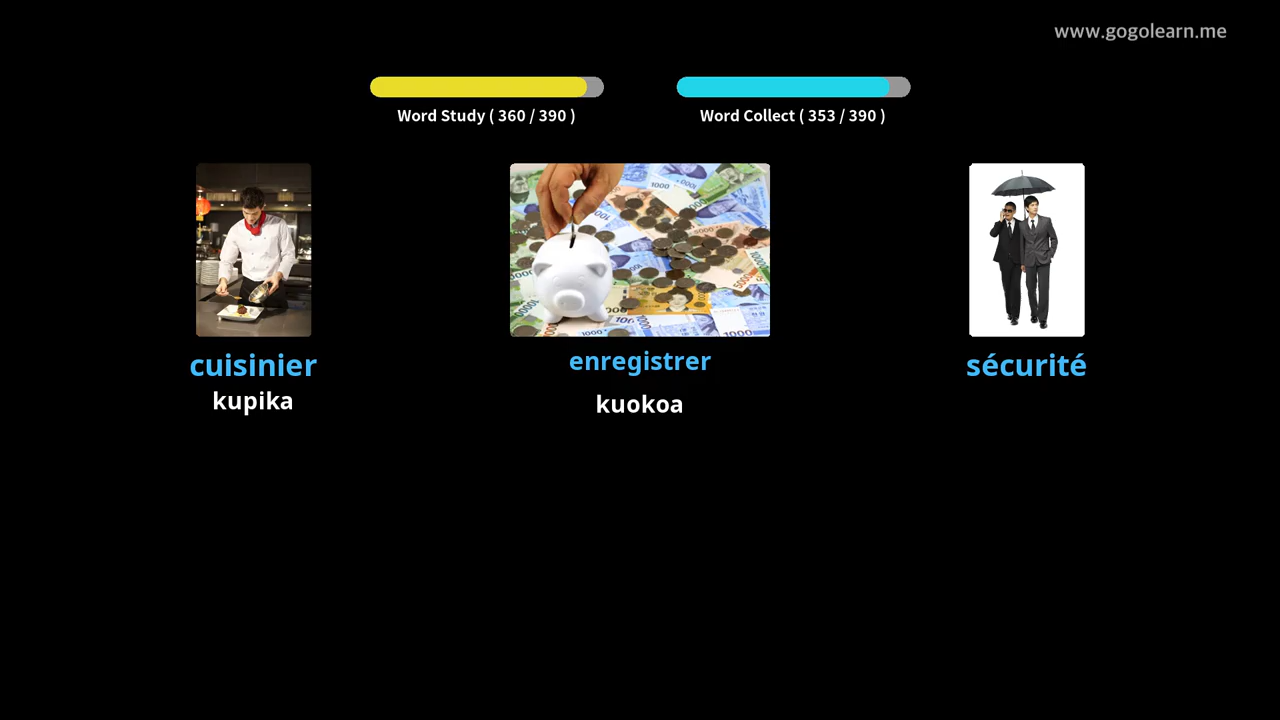 www.gogolearn.me
Word Study ( 360 / 390 )
Word Collect ( 353 / 390 )
cuisinier
kupika
enregistrer
kuokoa
sécurité